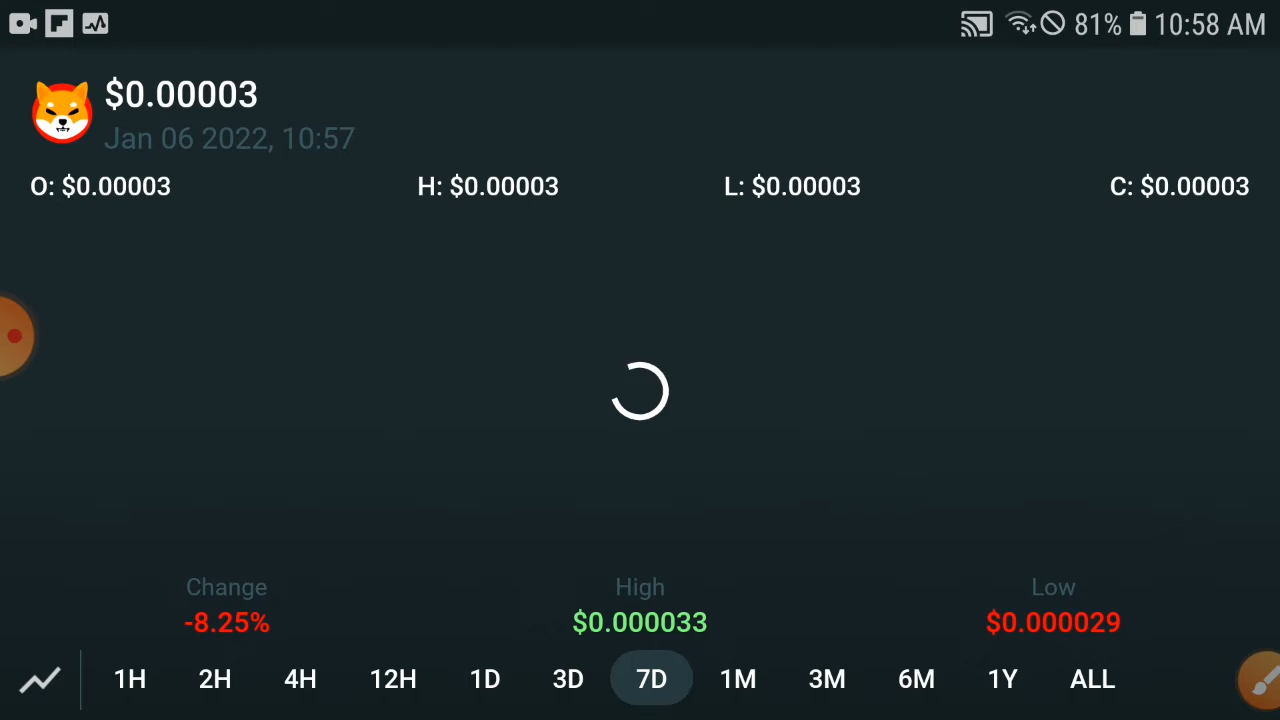 81% 10:58 AM
$0.00003
Jan 06 2022, 10:57
O: $0.00003 H: $0.00003 L: $0.00003 C: $0.00003
Change High Low
-8.25% $0.000033 $0.000029
1H 2H 4H 12H 1D 3D 7D 1M 3M 6M 1Y ALL